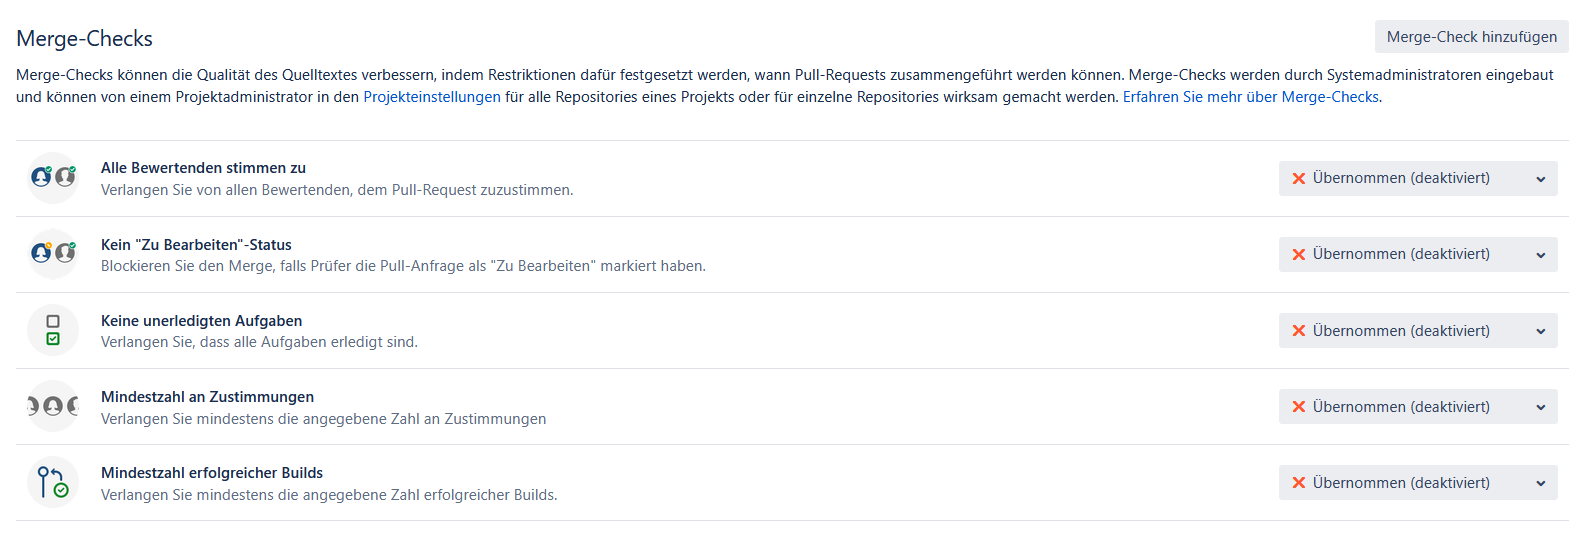 Merge-Checks
Merge-Check hinzufügen
Merge-Checks können die Qualität des Quelltextes verbessern, indem Restriktionen dafür festgesetzt werden, wann Pull-Requests zusammengeführt werden können. Merge-Checks werden durch Systemadministratoren eingebaut
und können von einem Projektadministrator in den Projekteinstellungen für alle Repositories eines Projekts oder für einzelne Repositories wirksam gemacht werden. Erfahren Sie mehr über Merge-Checks.
Alle Bewertenden stimmen zu
Verlangen Sie von allen Bewertenden, dem Pull-Request zuzustimmen.
Übernommen (deaktiviert)
Kein "Zu Bearbeiten"-Status
Blockieren Sie den Merge, falls Prüfer die Pull-Anfrage als "Zu Bearbeiten" markiert haben.
Übernommen (deaktiviert)
Keine unerledigten Aufgaben
Verlangen Sie, dass alle Aufgaben erledigt sind.
Übernommen (deaktiviert)
Mindestzahl an Zustimmungen
Verlangen Sie mindestens die angegebene Zahl an Zustimmungen
Übernommen (deaktiviert)
Mindestzahl erfolgreicher Builds
Verlangen Sie mindestens die angegebene Zahl erfolgreicher Builds.
Übernommen (deaktiviert)